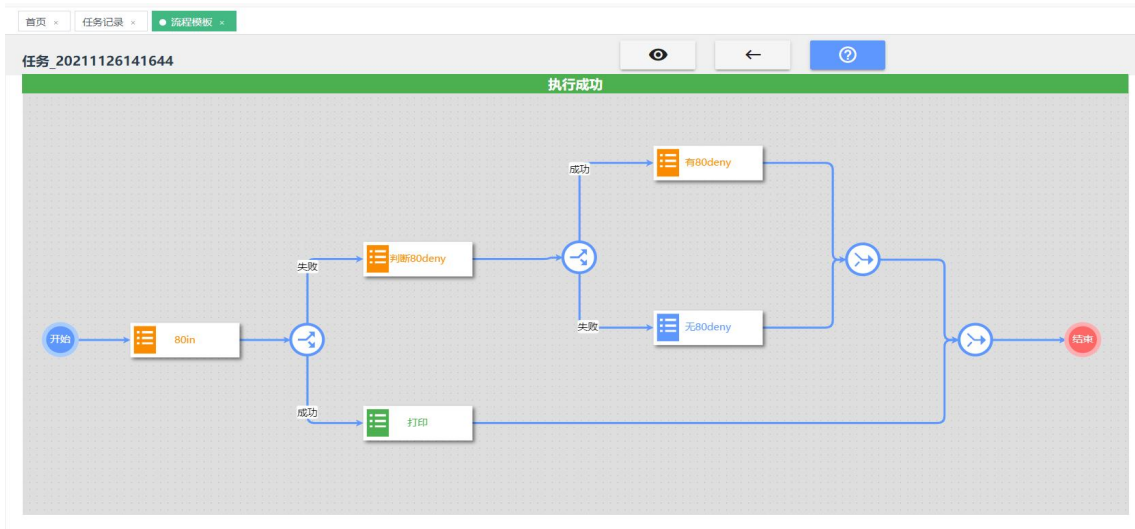 首页 ×
任务记录 ×
流程模板 ×
任务_20211126141644
执行成功
成功
有80deny
失败
判断80deny
失败
无80deny
开始
80in
结束
成功
打印